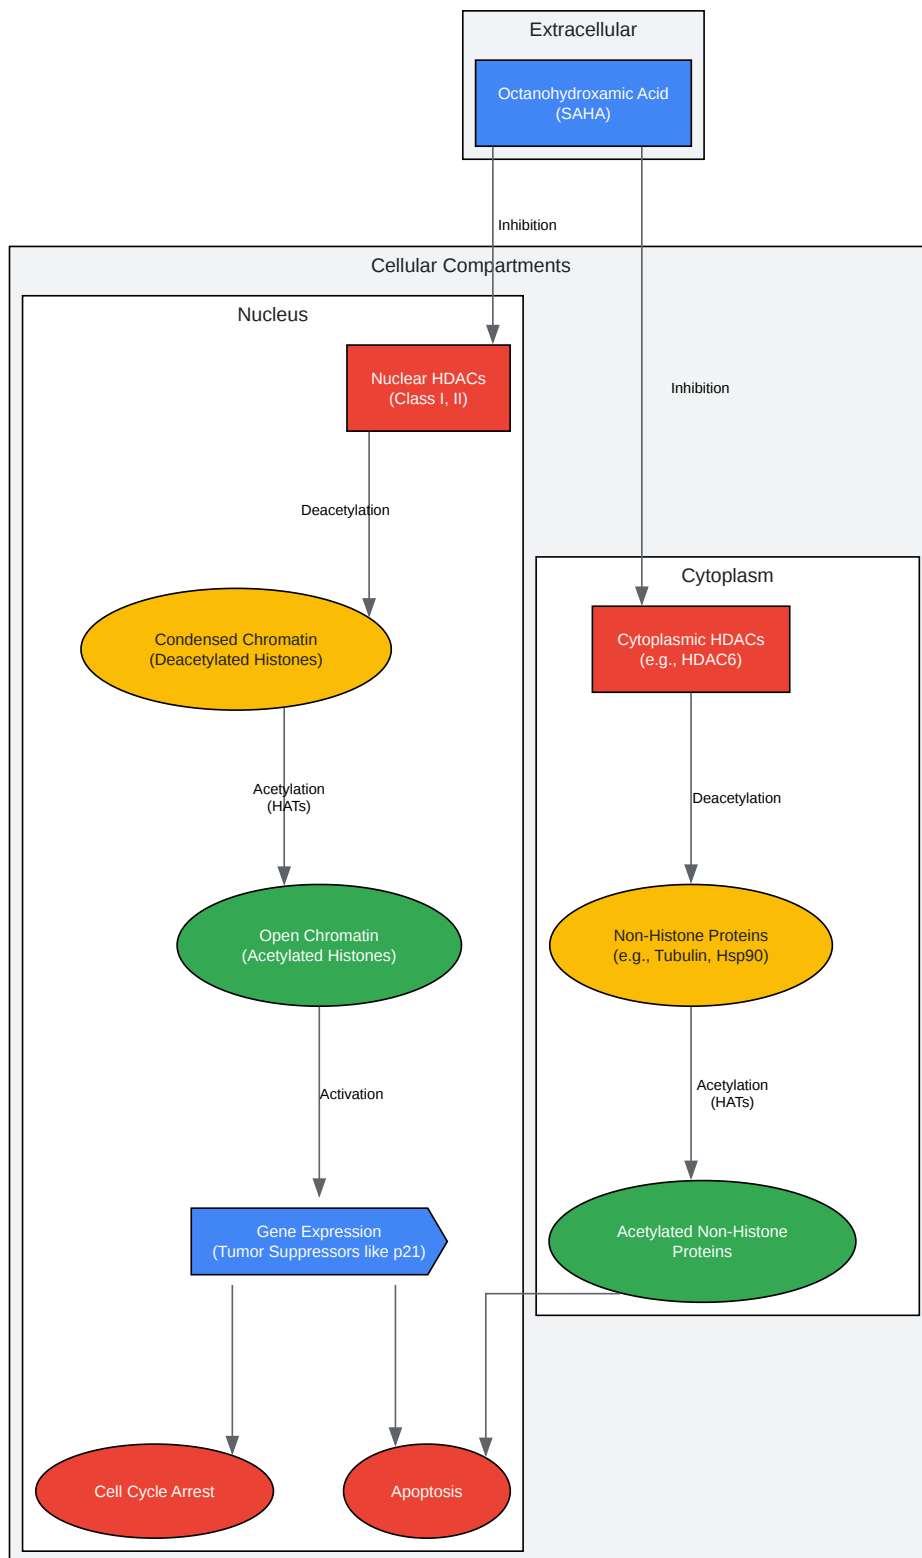 Extracellular
Octanohydroxamic Acid
(SAHA)
Inhibition
Cellular Compartments
Nucleus
Nuclear HDACs
(Class I, II)
Inhibition
Deacetylation
Cytoplasm
Condensed Chromatin
(Deacetylated Histones)
Cytoplasmic HDACs
(e.g., HDAC6)
Acetylation
(HATs)
Deacetylation
Open Chromatin
(Acetylated Histones)
Non-Histone Proteins
(e.g., Tubulin, Hsp90)
Activation
Acetylation
(HATs)
Gene Expression
(Tumor Suppressors like p21)
Acetylated Non-Histone
Proteins
Cell Cycle Arrest
Apoptosis